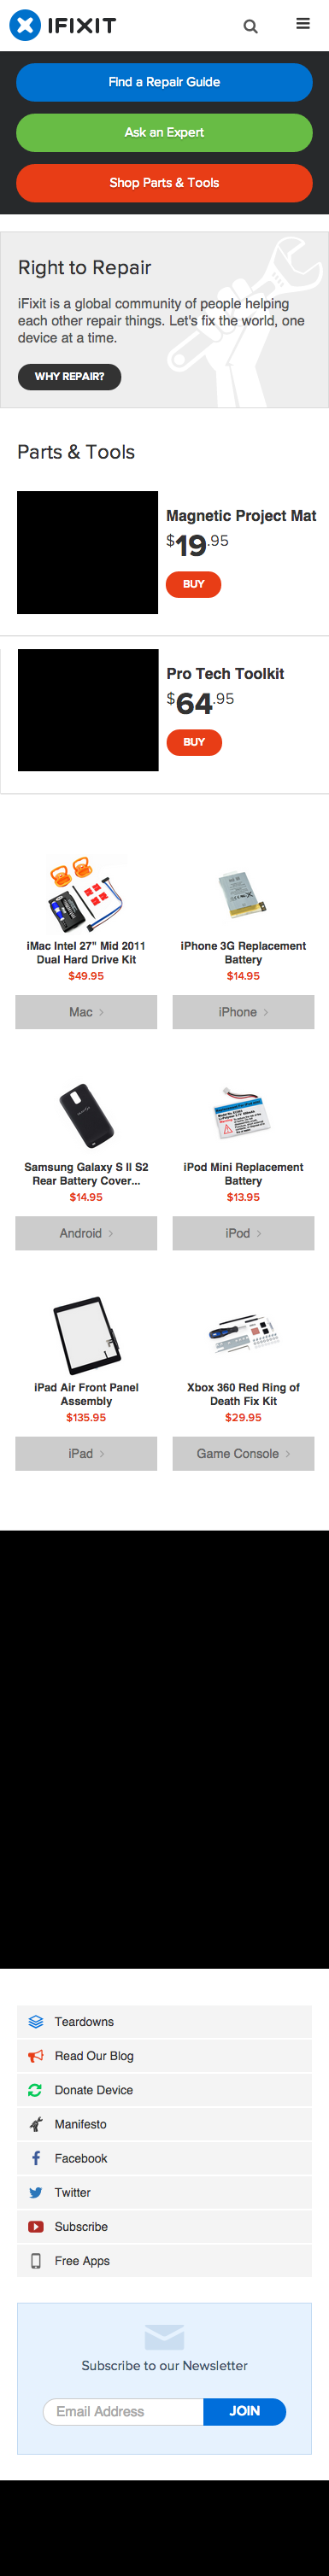 IFIXIT
Find a Repair Guide
Ask an Expert
Shop Parts & Tools
Right to Repair
iFixit is a global community of people helping
each other repair things. Let's fix the world, one
device at a time.
WHY REPAIR?
Parts & Tools
Magnetic Project Mat
$19.95
BUY
Pro Tech Toolkit
$64.95
BUY
iMac Intel 27" Mid 2011
Dual Hard Drive Kit
$49.95
Mac >
iPhone 3G Replacement
Battery
$14.95
iPhone >
Samsung Galaxy S II S2
Rear Battery Cover...
$14.95
Android >
iPod Mini Replacement
Battery
$13.95
iPod >
iPad Air Front Panel
Assembly
$135.95
iPad >
Xbox 360 Red Ring of
Death Fix Kit
$29.95
Game Console >
Teardowns
Read Our Blog
Donate Device
Manifesto
Facebook
Twitter
Subscribe
Free Apps
Subscribe to our Newsletter
Email Address
JOIN